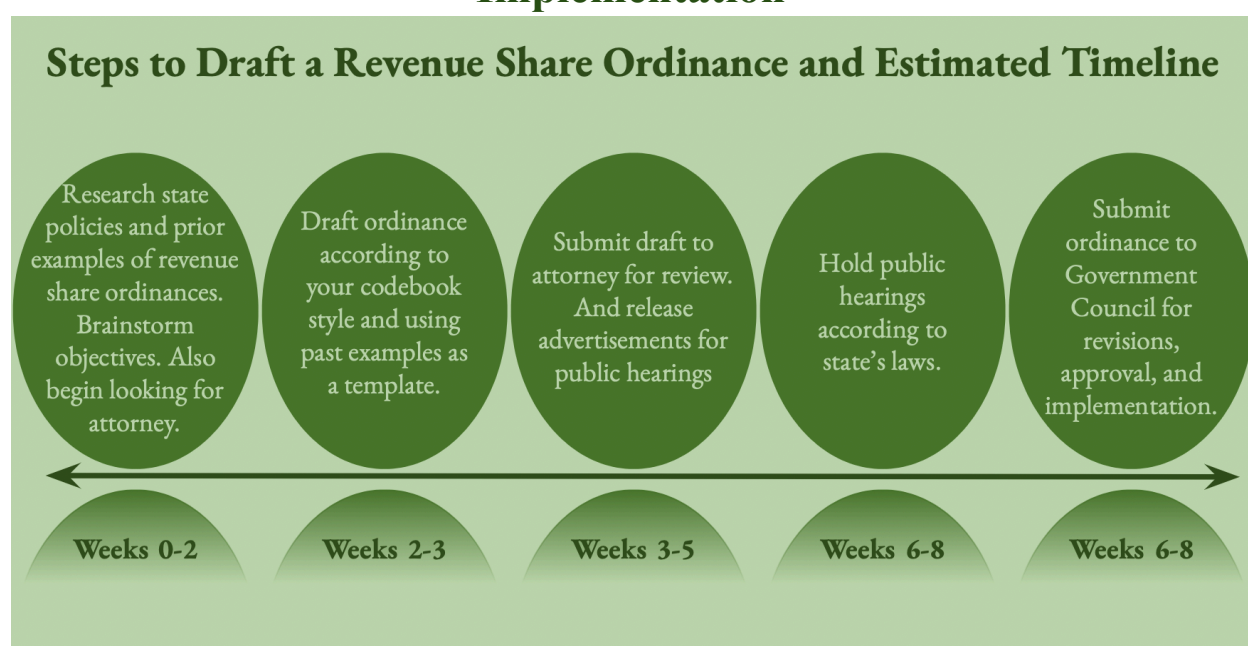 Implementation
Steps to Draft a Revenue Share Ordinance and Estimated Timeline
Research state
policies and prior
examples of revenue
share ordinances.
Brainstorm
objectives. Also
begin looking for
attorney.
Draft ordinance
according to
your codebook
style and using
past examples as
a template.
Submit draft to
attorney for review.
And release
advertisements for
public hearings
Hold public
hearings
according to
state’s laws.
Submit
ordinance to
Government
Council for
revisions,
approval, and
implementation.
Weeks 0-2
Weeks 2-3
Weeks 3-5
Weeks 6-8
Weeks 6-8